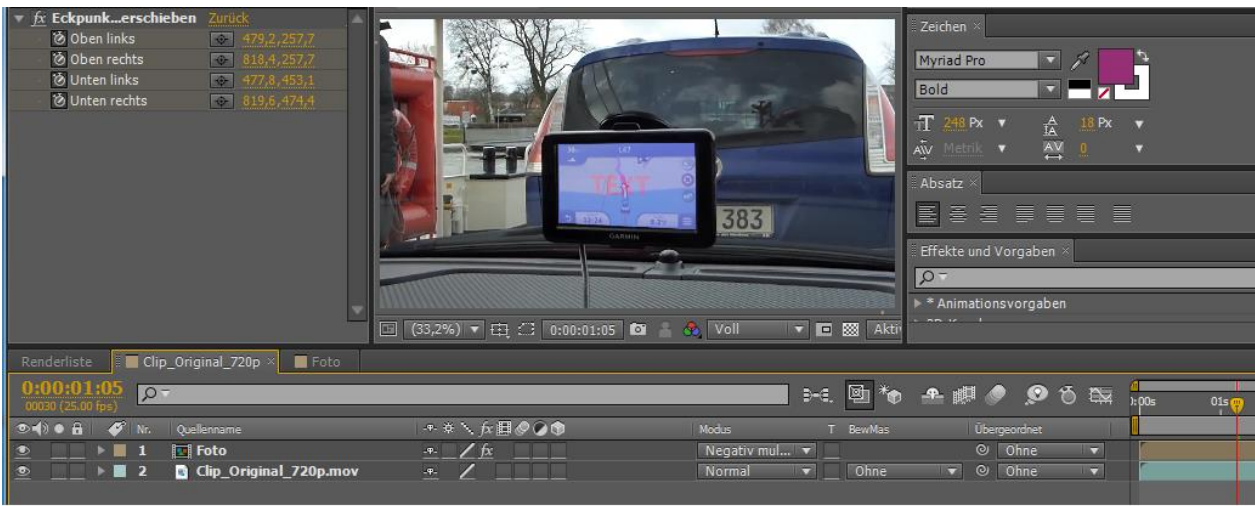 fx Eckpunk...erschieben Zurück
Oben links 479,2,257,7
Oben rechts 818,4,257,7
Unten links 477,8,453,1
Unten rechts 819,6,474,4
TEXT
GARMIN
383
(33,2%) 0:00:01:05 Voll Aktiv
Zeichen ×
Myriad Pro
Bold
248 Px 18 Px
Metrik 0
Absatz ×
Effekte und Vorgaben ×
* Animationsvorgaben
Renderliste Clip_Original_720p × Foto
0:00:01:05
00030 (25.00 fps)
):00s 01s
Nr. Quellenname fx Modus T BewMas Übergeordnet
1 Foto fx Negativ mul... Ohne
2 Clip_Original_720p.mov Normal Ohne Ohne